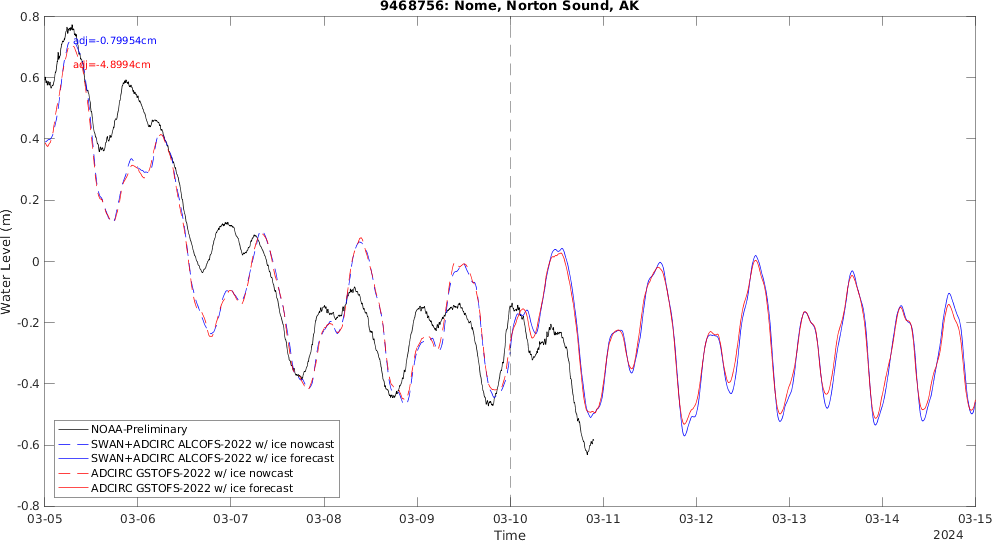 9468756: Nome, Norton Sound, AK
0.8
adj=-0.79954cm
adj=-4.8994cm
0.6
0.4
0.2
0
-0.2
-0.4
-0.6
-0.8
Water Level (m)
NOAA-Preliminary
SWAN+ADCIRC ALCOFS-2022 w/ ice nowcast
SWAN+ADCIRC ALCOFS-2022 w/ ice forecast
ADCIRC GSTOFS-2022 w/ ice nowcast
ADCIRC GSTOFS-2022 w/ ice forecast
03-05 03-06 03-07 03-08 03-09 03-10 03-11 03-12 03-13 03-14 03-15
Time
2024